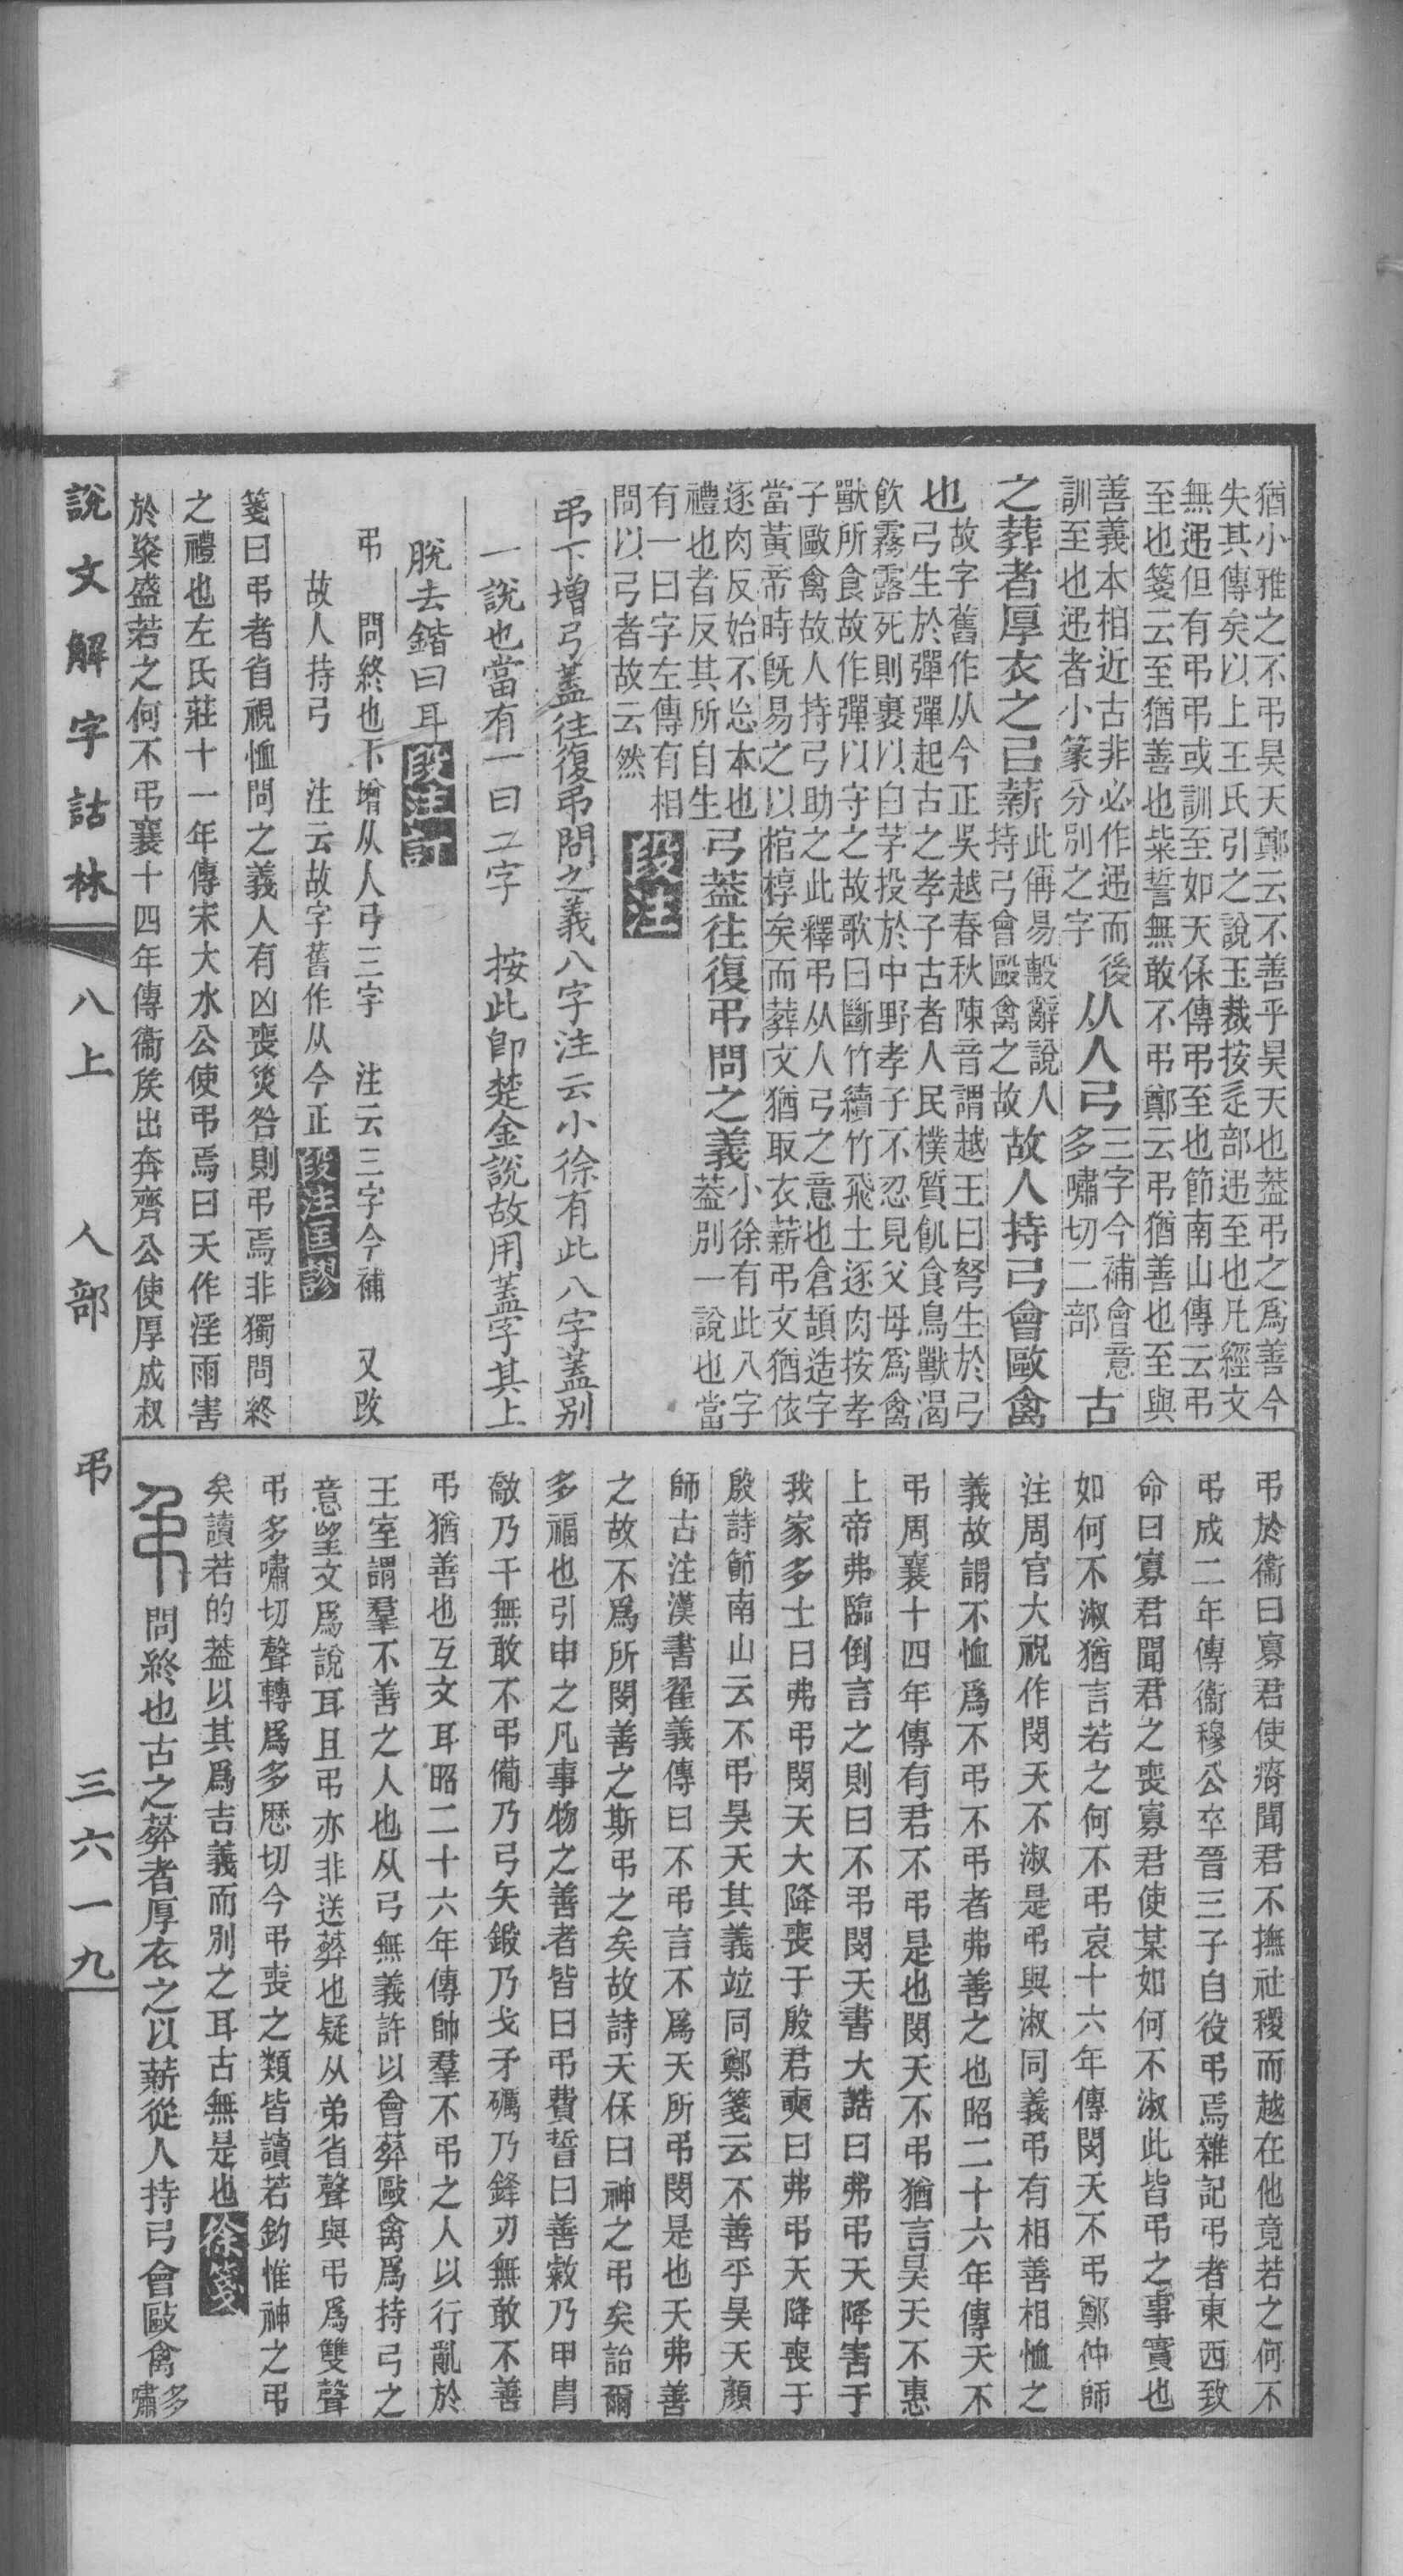 猶小雅之不弔昊天鄭云不善乎昊天也葢弔之爲善今
失其傳矣以上王氏引之說玉裁按辵部迅至也凡經文
無迅但有弔弔或訓至如天保傳弔至也節南山傳云弔
至也箋云至猶善也柴誓無敢不弔鄭云弔猶善也至與
善義本相近古非必作迅而後
訓至也迅者小篆分別之字
从人弓
三字今補會意
多嘯切二部
古
之葬者厚衣之㠯薪
此偁易毄辭說人
持弓會毆禽之故
故人持弓會毆禽
也
故字舊作从今正吳越春秋陳音謂越王曰弩生於弓
弓生於彈彈起古之孝子古者人民樸質飢食鳥獸渴
飲霧露死則裹以白茅投於中野孝子不忍見父母爲禽
獸所食故作彈以守之故歌曰斷竹續竹飛土逐肉按孝
子毆禽故人持弓助之此釋弔从人弓之意也倉頡造字
當黃帝時旣易之以棺椁矣而葬文猶取衣薪弔文猶依
逐肉反始不忘本也
禮也者反其所自生
弓葢往復弔問之義
小徐有此八字
葢別一說也當
有一曰字左傳有相
問以弓者故云然
段注
弔下增弓蓋往復弔問之義八字注云小徐有此八字蓋別
一說也當有一曰二字　按此卽楚金說故用蓋字其上
脫去鍇曰耳
段注訂
弔　問終也下增从人弓三字　注云三字今補　又改
故人持弓　注云故字舊作从今正
段注匡謬
箋曰弔者省視恤問之義人有凶喪災咎則弔焉非獨問終
之禮也左氏莊十一年傳宋大水公使弔焉曰天作淫雨害
於粢盛若之何不弔襄十四年傳衞矦出奔齊公使厚成叔
弔於衞曰寡君使瘠聞君不撫社稷而越在他竟若之何不
弔成二年傳衞穆公卒晉三子自役弔焉雜記弔者東西致
命曰寡君聞君之喪寡君使某如何不淑此皆弔之事實也
如何不淑猶言若之何不弔哀十六年傳閔天不弔鄭仲師
注周官大祝作閔天不淑是弔與淑同義弔有相善相恤之
義故謂不恤爲不弔不弔者弗善之也昭二十六年傳天不
弔周襄十四年傳有君不弔是也閔天不弔猶言昊天不惠
上帝弗臨倒言之則曰不弔閔天書大誥曰弗弔天降害于
我家多士曰弗弔閔天大降喪于殷君奭曰弗弔天降喪于
殷詩節南山云不弔昊天其義竝同鄭箋云不善乎昊天顏
師古注漢書翟義傳曰不弔言不爲天所弔閔是也天弗善
之故不爲所閔善之斯弔之矣故詩天保曰神之弔矣詒爾
多福也引申之凡事物之善者皆曰弔費誓曰善敹乃甲胄
敿乃干無敢不弔備乃弓矢鍛乃戈矛礪乃鋒刃無敢不善
弔猶善也互文耳昭二十六年傳帥羣不弔之人以行亂於
王室謂羣不善之人也从弓無義許以會葬毆禽爲持弓之
意望文爲說耳且弔亦非送葬也疑从弟省聲與弔爲雙聲
弔多嘯切聲轉爲多歷切今弔喪之類皆讀若釣惟神之弔
矣讀若的葢以其爲吉義而別之耳古無是也
徐箋
問終也古之葬者厚衣之以薪從人持弓會毆禽
多
嘯
說文解字詁林
八上
人部
弔
三六一九